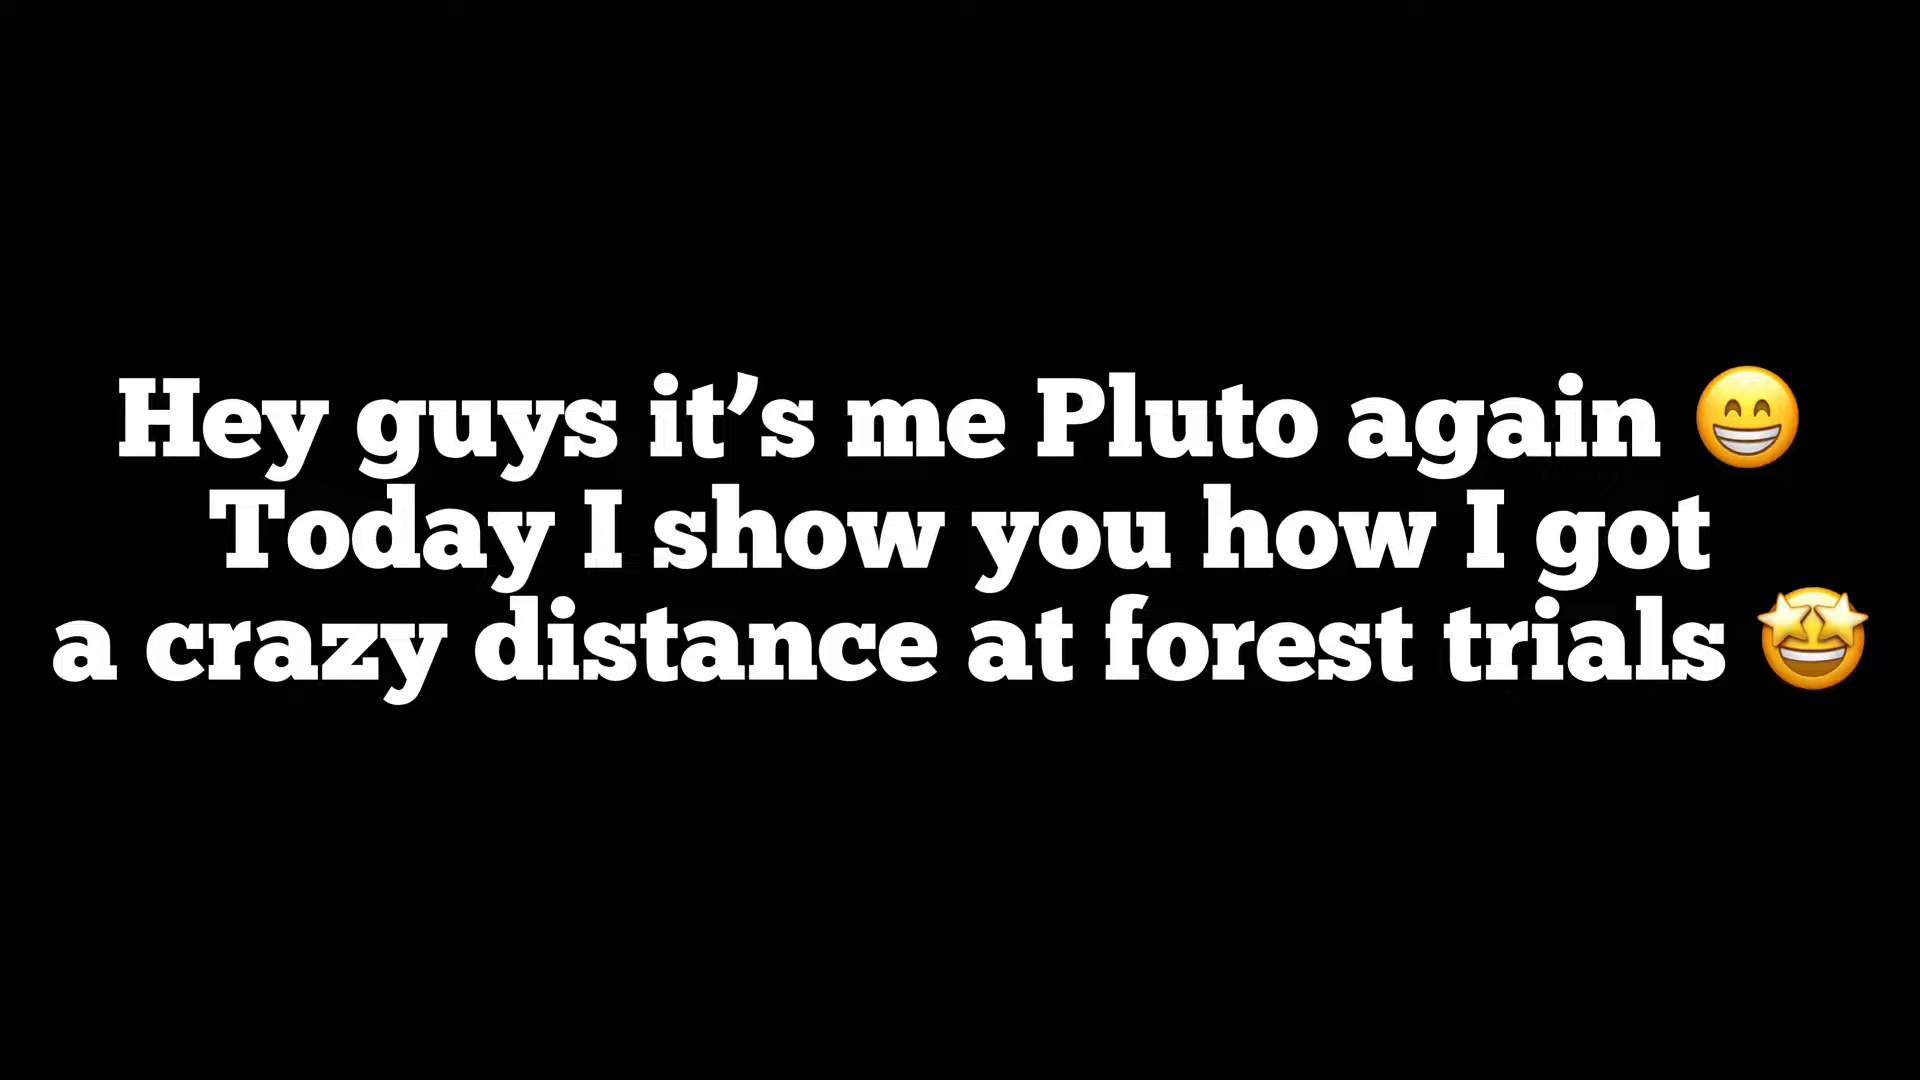 Hey guys it’s me Pluto again 😁
Today I show you how I got
a crazy distance at forest trials 🤩